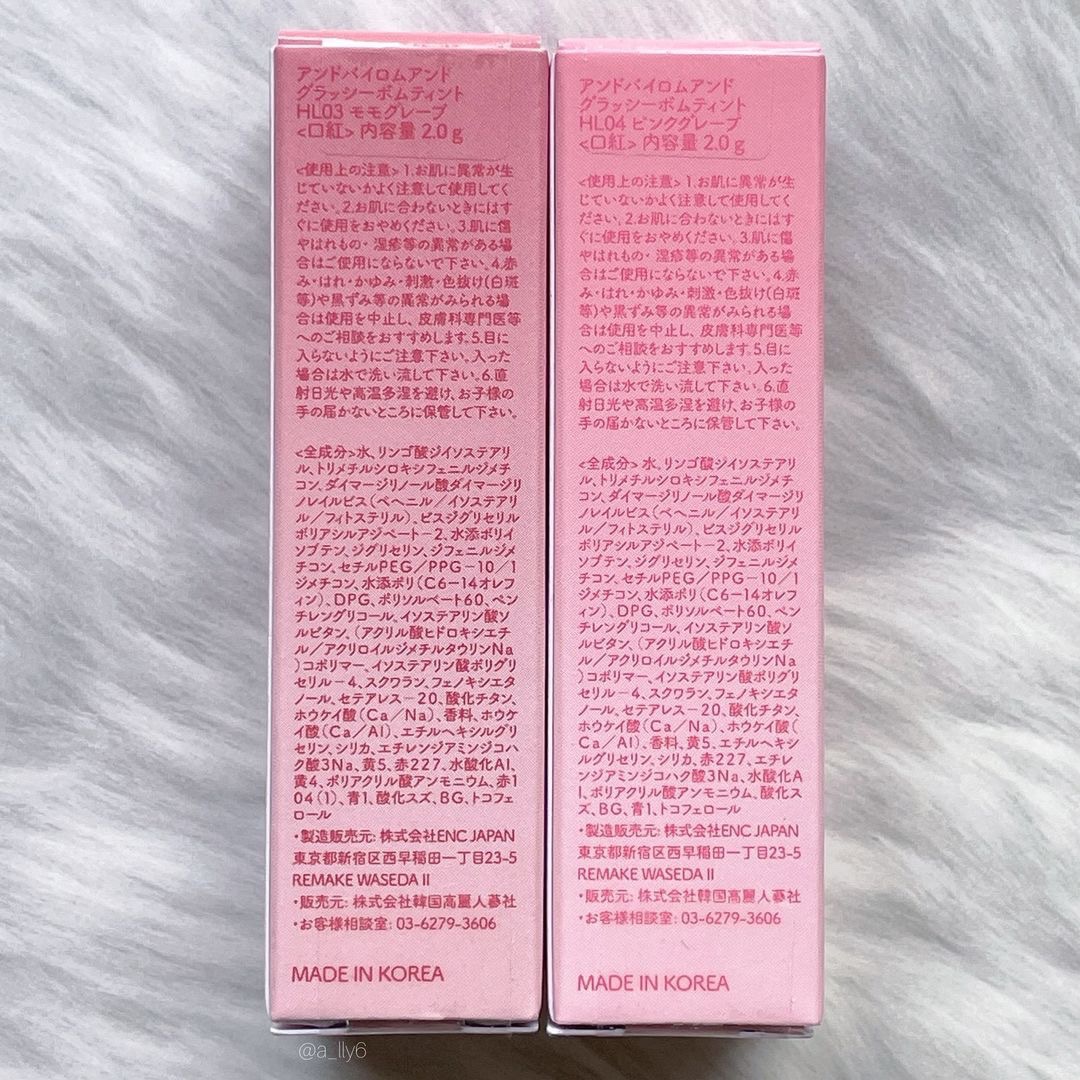 アンドバイロムアンド
グラッシーボムティント
HL03 モモグレープ
<口紅> 内容量 2.0g
<使用上の注意> 1.お肌に異常が生
じていないかよく注意して使用してく
ださい。2.お肌に合わないときにはす
ぐに使用をおやめください。3.肌に傷
やはれもの・湿疹等の異常がある場
合はご使用にならないで下さい。4.赤
み・はれ・かゆみ・刺激・色抜け(白斑
等)や黒ずみ等の異常がみられる場
合は使用を中止し、皮膚科専門医等
へのご相談をおすすめします。5.目に
入らないようにご注意下さい。入った
場合は水で洗い流して下さい。6.直
射日光や高温多湿を避け、お子様の
手の届かないところに保管して下さい。
<全成分>水、リンゴ酸ジイソステアリ
ル、トリメチルシロキシフェニルジメチ
コン、ダイマージリノール酸ダイマージリ
ノレイルビス(ベヘニル/イソステアリ
ル/フィトステリル)、ビスジグリセリル
ポリアシルアジペート-2、水添ポリイ
ソブテン、ジグリセリン、ジフェニルジメ
チコン、セチルPEG/PPG-10/1
ジメチコン、水添ポリ(C6-14オレフ
ィン)、DPG、ポリソルベート60、ペン
チレングリコール、イソステアリン酸ソ
ルビタン、(アクリル酸ヒドロキシエチ
ル/アクリロイルジメチルタウリンNa
)コポリマー、イソステアリン酸ポリグリ
セリル-4、スクワラン、フェノキシエタ
ノール、セテアレス-20、酸化チタン、
ホウケイ酸(Ca/Na)、香料、ホウケ
イ酸(Ca/Al)、エチルヘキシルグリ
セリン、シリカ、エチレンジアミンジコハ
ク酸3Na、黄5、赤227、水酸化Al、
黄4、ポリアクリル酸アンモニウム、赤1
04(1)、青1、酸化スズ、BG、トコフェ
ロール
・製造販売元: 株式会社ENC JAPAN
東京都新宿区西早稲田一丁目23-5
REMAKE WASEDA II
・販売元: 株式会社韓国高麗人蔘社
・お客様相談室: 03-6279-3606
MADE IN KOREA
アンドバイロムアンド
グラッシーボムティント
HL04 ピンクグレープ
<口紅> 内容量 2.0g
<使用上の注意> 1.お肌に異常が生
じていないかよく注意して使用してく
ださい。2.お肌に合わないときにはす
ぐに使用をおやめください。3.肌に傷
やはれもの・湿疹等の異常がある場
合はご使用にならないで下さい。4.赤
み・はれ・かゆみ・刺激・色抜け(白斑
等)や黒ずみ等の異常がみられる場
合は使用を中止し、皮膚科専門医等
へのご相談をおすすめします。5.目に
入らないようにご注意下さい。入った
場合は水で洗い流して下さい。6.直
射日光や高温多湿を避け、お子様の
手の届かないところに保管して下さい。
<全成分>水、リンゴ酸ジイソステアリ
ル、トリメチルシロキシフェニルジメチ
コン、ダイマージリノール酸ダイマージリ
ノレイルビス(ベヘニル/イソステアリ
ル/フィトステリル)、ビスジグリセリル
ポリアシルアジペート-2、水添ポリイ
ソブテン、ジグリセリン、ジフェニルジメ
チコン、セチルPEG/PPG-10/1
ジメチコン、水添ポリ(C6-14オレフ
ィン)、DPG、ポリソルベート60、ペン
チレングリコール、イソステアリン酸ソ
ルビタン、(アクリル酸ヒドロキシエチ
ル/アクリロイルジメチルタウリンNa
)コポリマー、イソステアリン酸ポリグリ
セリル-4、スクワラン、フェノキシエタ
ノール、セテアレス-20、酸化チタン、
ホウケイ酸(Ca/Na)、ホウケイ酸(
Ca/Al)、香料、黄5、エチルヘキシ
ルグリセリン、シリカ、赤227、エチレ
ンジアミンジコハク酸3Na、水酸化A
l、ポリアクリル酸アンモニウム、酸化ス
ズ、BG、青1、トコフェロール
・製造販売元: 株式会社ENC JAPAN
東京都新宿区西早稲田一丁目23-5
REMAKE WASEDA II
・販売元: 株式会社韓国高麗人蔘社
・お客様相談室: 03-6279-3606
MADE IN KOREA
@a_lly6